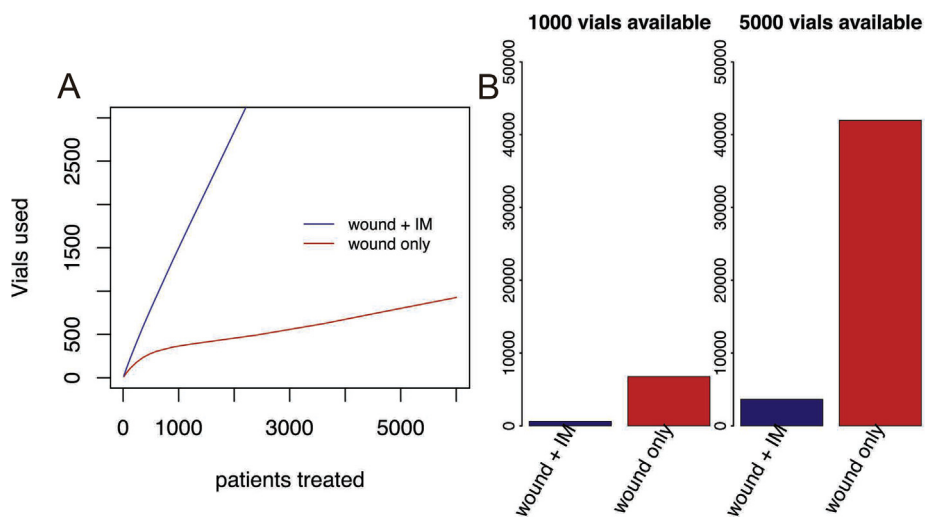 A
Vials used
2500
1500
500
0
wound + IM
wound only
0 1000 3000 5000
patients treated
B
1000 vials available
50000
40000
30000
20000
10000
0
wound + IM
wound only
5000 vials available
50000
40000
30000
20000
10000
0
wound + IM
wound only